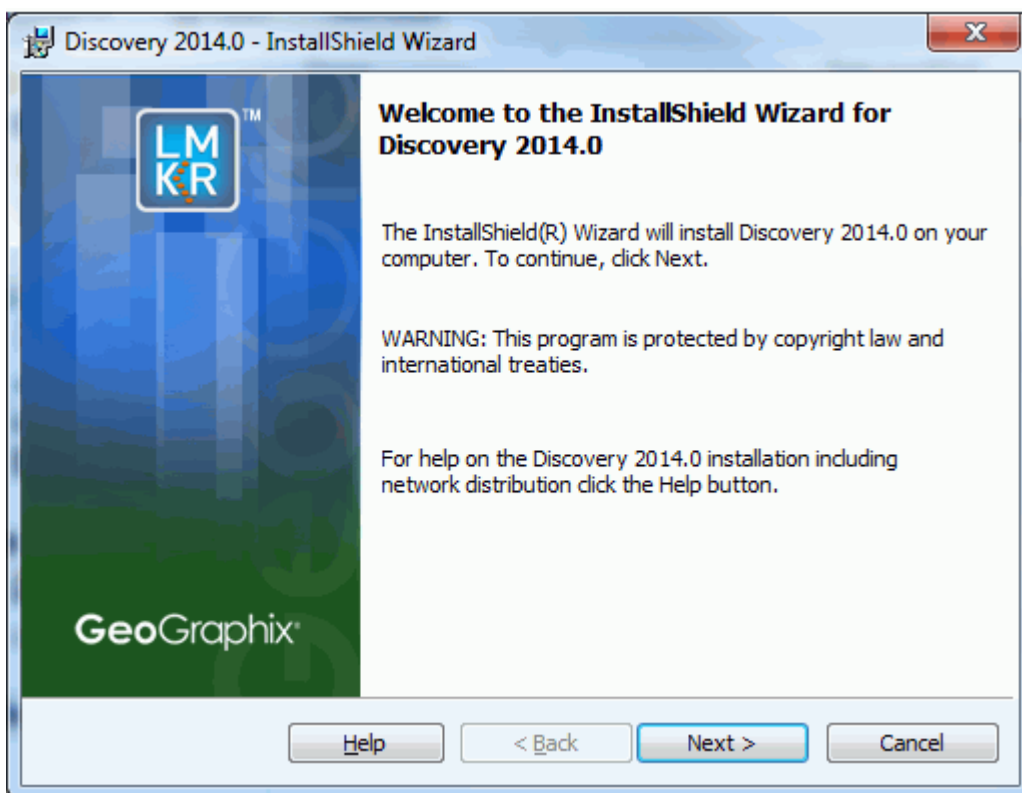 Discovery 2014.0 - InstallShield Wizard
LM
KR
TM
Welcome to the InstallShield Wizard for
Discovery 2014.0
The InstallShield(R) Wizard will install Discovery 2014.0 on your
computer. To continue, click Next.
WARNING: This program is protected by copyright law and
international treaties.
For help on the Discovery 2014.0 installation including
network distribution click the Help button.
GeoGraphix
Help
< Back
Next >
Cancel